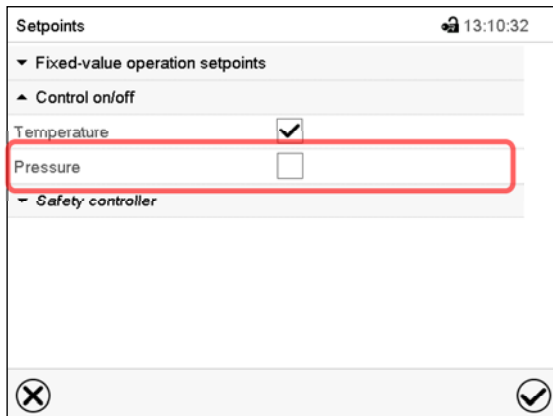 Setpoints 13:10:32
Fixed-value operation setpoints
Control on/off
Temperature
Pressure
Safety controller